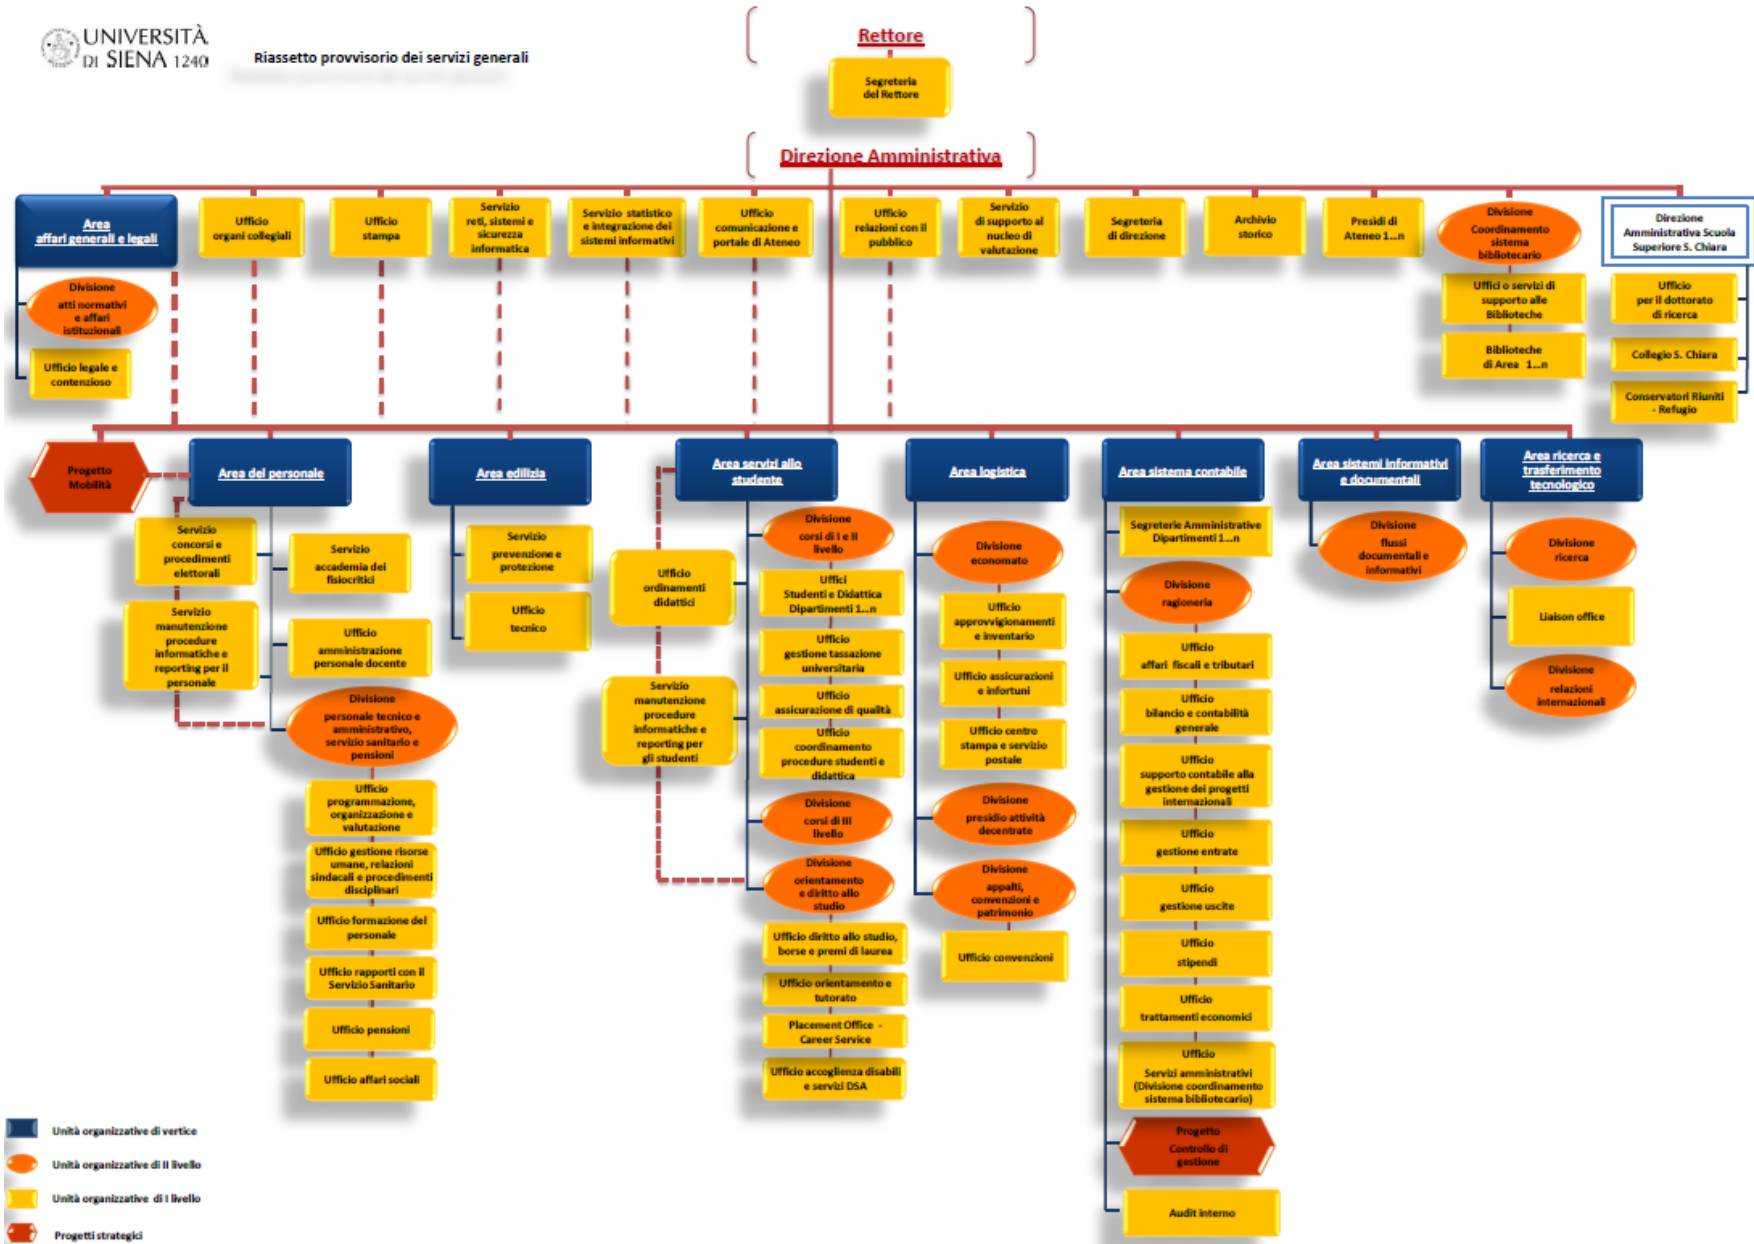 UNIVERSITÀ
DI SIENA 1240
Riassetto provvisorio dei servizi generali
Rettore
Segreteria
del Rettore
Direzione Amministrativa
Area
affari generali e legali
Ufficio
organi collegiali
Ufficio
stampa
Servizio
reti, sistemi e
sicurezza
informatica
Servizio statistico
e integrazione dei
sistemi informativi
Ufficio
comunicazione e
portale di Ateneo
Ufficio
relazioni con il
pubblico
Servizio
di supporto al
nucleo di
valutazione
Segreteria
di direzione
Archivio
storico
Presidi di
Ateneo 1...n
Divisione
Coordinamento
sistema
bibliotecario
Direzione
Amministrativa Scuola
Superiore S. Chiara
Divisione
atti normativi
e affari
istituzionali
Ufficio legale e
contenzioso
Uffici o servizi di
supporto alle
Biblioteche
Biblioteche
di Area 1...n
Ufficio
per il dottorato
di ricerca
Collegio S. Chiara
Conservatori Riuniti
- Refugio
Progetto
Mobilità
Area del personale
Area edilizia
Area servizi allo
studente
Area logistica
Area sistema contabile
Area sistemi informativi
e documentali
Area ricerca e
trasferimento
tecnologico
Servizio
concorsi e
procedimenti
elettorali
Servizio
accademia dei
fisiocritici
Servizio
manutenzione
procedure
informatiche e
reporting per il
personale
Ufficio
amministrazione
personale docente
Divisione
personale tecnico e
amministrativo,
servizio sanitario e
pensioni
Ufficio
programmazione,
organizzazione e
valutazione
Ufficio gestione risorse
umane, relazioni
sindacali e procedimenti
disciplinari
Ufficio formazione del
personale
Ufficio rapporti con il
Servizio Sanitario
Ufficio pensioni
Ufficio affari sociali
Servizio
prevenzione e
protezione
Ufficio
tecnico
Ufficio
ordinamenti
didattici
Servizio
manutenzione
procedure
informatiche e
reporting per
gli studenti
Divisione
corsi di I e II
livello
Uffici
Studenti e Didattica
Dipartimenti 1...n
Ufficio
gestione tassazione
universitaria
Ufficio
assicurazione di qualità
Ufficio
coordinamento
procedure studenti e
didattica
Divisione
corsi di III
livello
Divisione
orientamento
e diritto allo
studio
Ufficio diritto allo studio,
borse e premi di laurea
Ufficio orientamento e
tutorato
Placement Office -
Career Service
Ufficio accoglienza disabili
e servizi DSA
Divisione
economato
Ufficio
approvvigionamenti
e inventario
Ufficio assicurazioni
e infortuni
Ufficio centro
stampa e servizio
postale
Divisione
presidio attività
decentrate
Divisione
appalti,
convenzioni e
patrimonio
Ufficio convenzioni
Segreterie Amministrative
Dipartimenti 1...n
Divisione
ragioneria
Ufficio
affari fiscali e tributari
Ufficio
bilancio e contabilità
generale
Ufficio
supporto contabile alla
gestione dei progetti
internazionali
Ufficio
gestione entrate
Ufficio
gestione uscite
Ufficio
stipendi
Ufficio
trattamenti economici
Ufficio
Servizi amministrativi
(Divisione coordinamento
sistema bibliotecario)
Progetto
Controllo di
gestione
Audit interno
Divisione
flussi
documentali e
informativi
Divisione
ricerca
Liaison office
Divisione
relazioni
internazionali
Unità organizzative di vertice
Unità organizzative di II livello
Unità organizzative di I livello
Progetti strategici